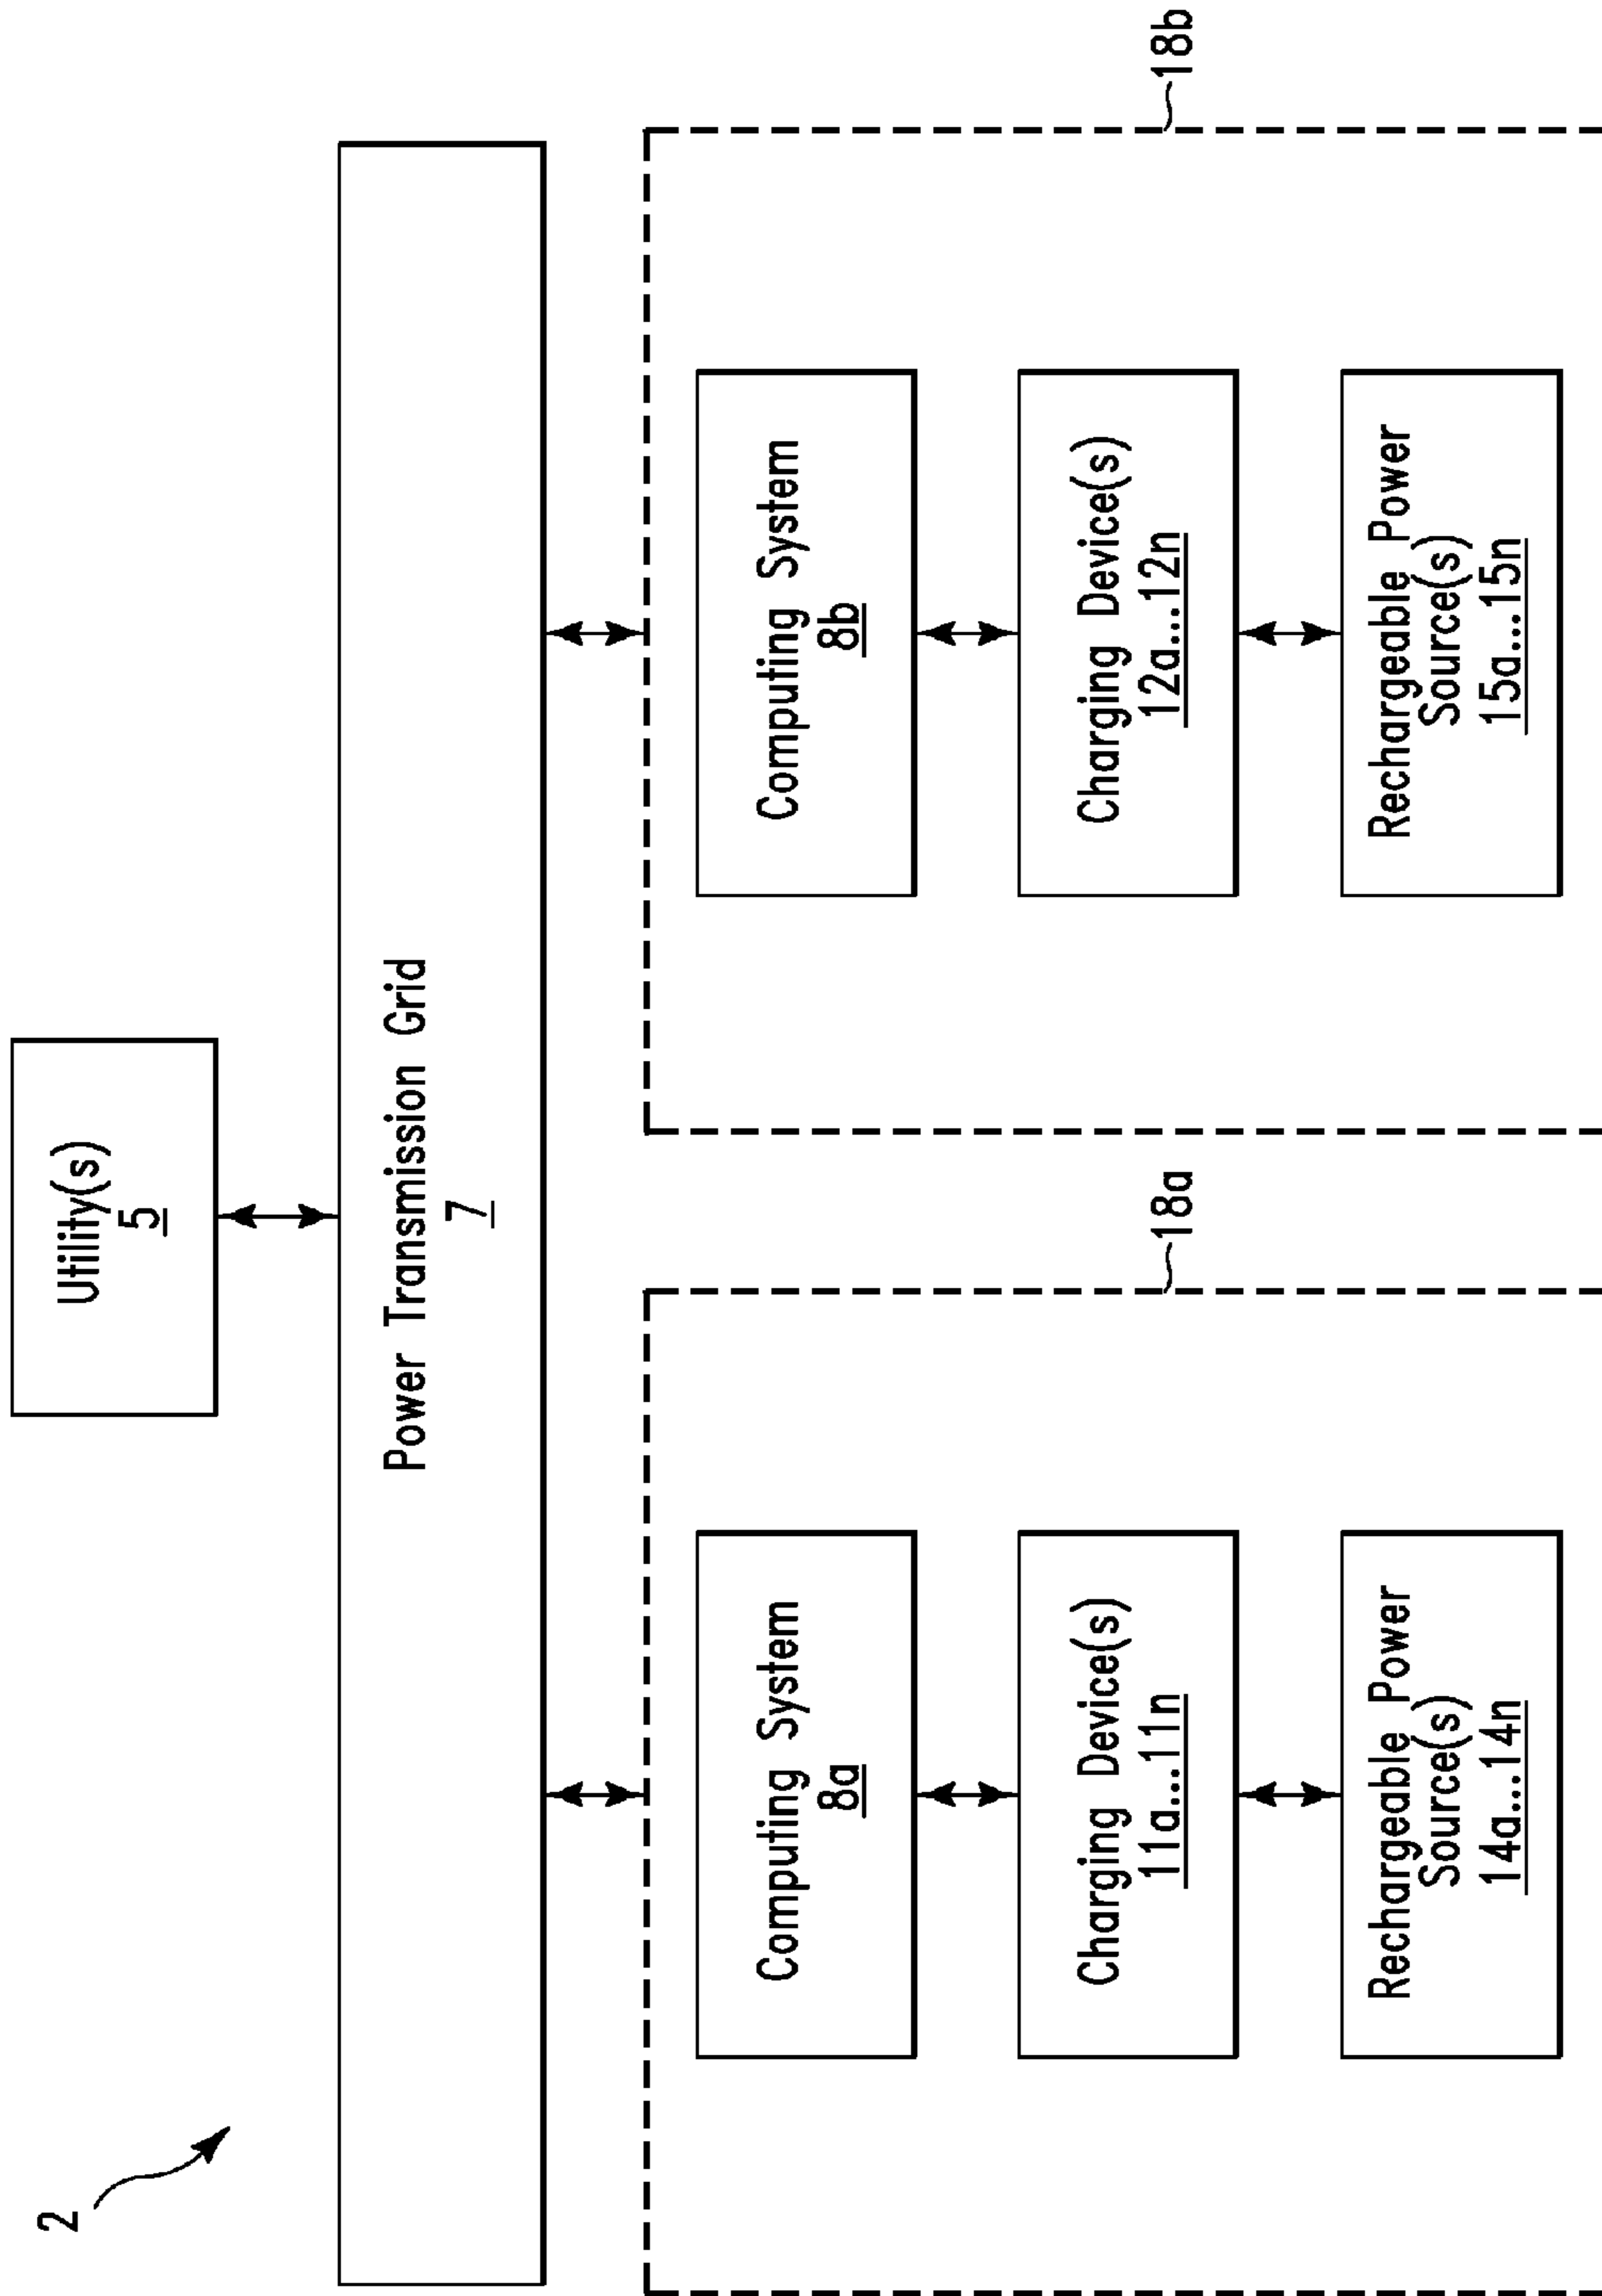 2
Utility(s)
5
Power Transmission Grid
7
18a
Computing System
8a
Charging Device(s)
11a...11n
Rechargeable Power
Source(s)
14a...14n
18b
Computing System
8b
Charging Device(s)
12a...12n
Rechargeable Power
Source(s)
15a...15n